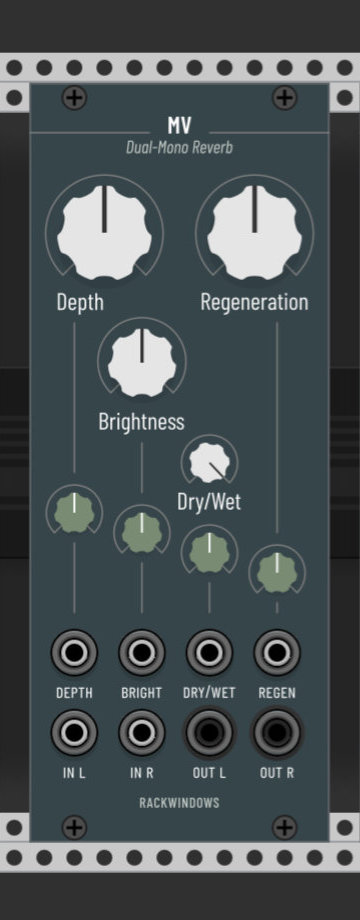 MV
Dual-Mono Reverb
Depth
Regeneration
Brightness
Dry/Wet
DEPTH BRIGHT DRY/WET REGEN
IN L IN R OUT L OUT R
RACKWINDOWS